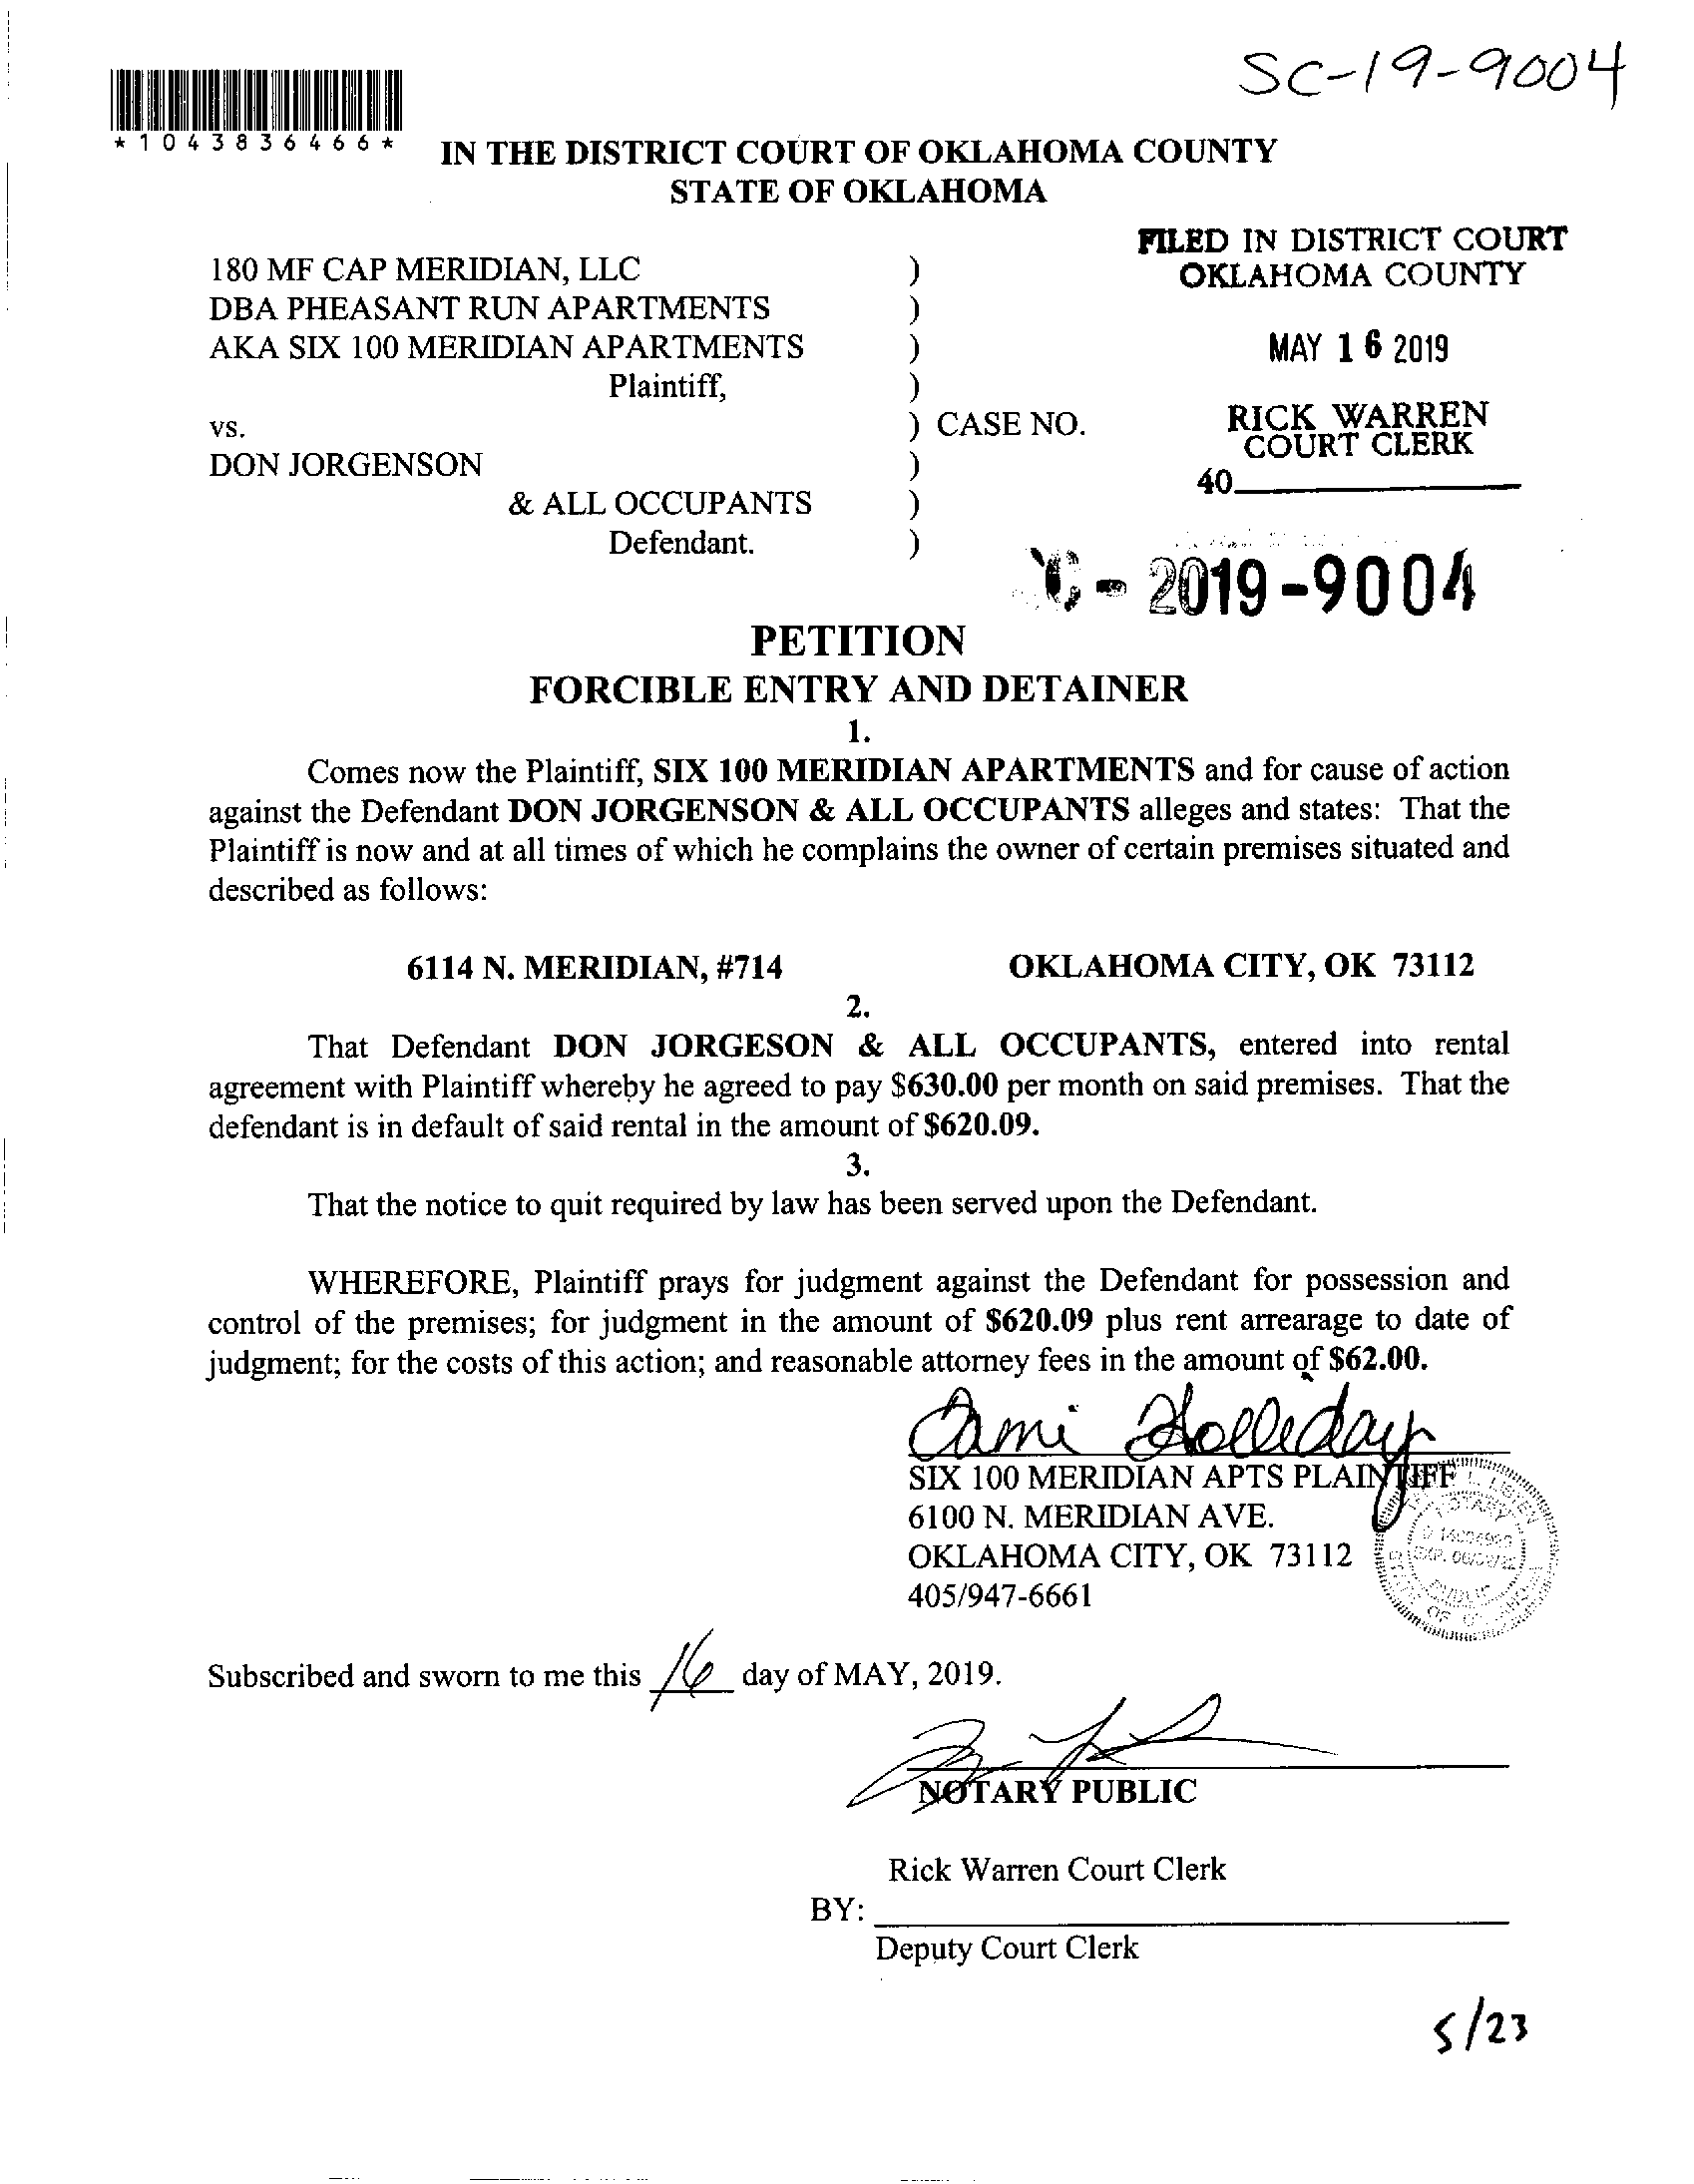 SC-19-9004
*1043836466*
IN THE DISTRICT COURT OF OKLAHOMA COUNTY
STATE OF OKLAHOMA
FILED IN DISTRICT COURT
OKLAHOMA COUNTY
180 MF CAP MERIDIAN, LLC )
DBA PHEASANT RUN APARTMENTS )
AKA SIX 100 MERIDIAN APARTMENTS ) MAY 16 2019
Plaintiff, )
vs. ) CASE NO. RICK WARREN
COURT CLERK
DON JORGENSON )
40
& ALL OCCUPANTS )
Defendant. )
C - 2019 -9004
PETITION
FORCIBLE ENTRY AND DETAINER
1.
Comes now the Plaintiff, SIX 100 MERIDIAN APARTMENTS and for cause of action
against the Defendant DON JORGENSON & ALL OCCUPANTS alleges and states: That the
Plaintiff is now and at all times of which he complains the owner of certain premises situated and
described as follows:
6114 N. MERIDIAN, #714 OKLAHOMA CITY, OK 73112
2.
That Defendant DON JORGESON & ALL OCCUPANTS, entered into rental
agreement with Plaintiff whereby he agreed to pay $630.00 per month on said premises. That the
defendant is in default of said rental in the amount of $620.09.
3.
That the notice to quit required by law has been served upon the Defendant.
WHEREFORE, Plaintiff prays for judgment against the Defendant for possession and
control of the premises; for judgment in the amount of $620.09 plus rent arrearage to date of
judgment; for the costs of this action; and reasonable attorney fees in the amount of $62.00.
Cami Holleday
SIX 100 MERIDIAN APTS PLAINTIFF
6100 N. MERIDIAN AVE.
OKLAHOMA CITY, OK 73112
405/947-6661
NOTARY
PUBLIC
Subscribed and sworn to me this 16 day of MAY, 2019.
NOTARY PUBLIC
Rick Warren Court Clerk
BY:
Deputy Court Clerk
5/23